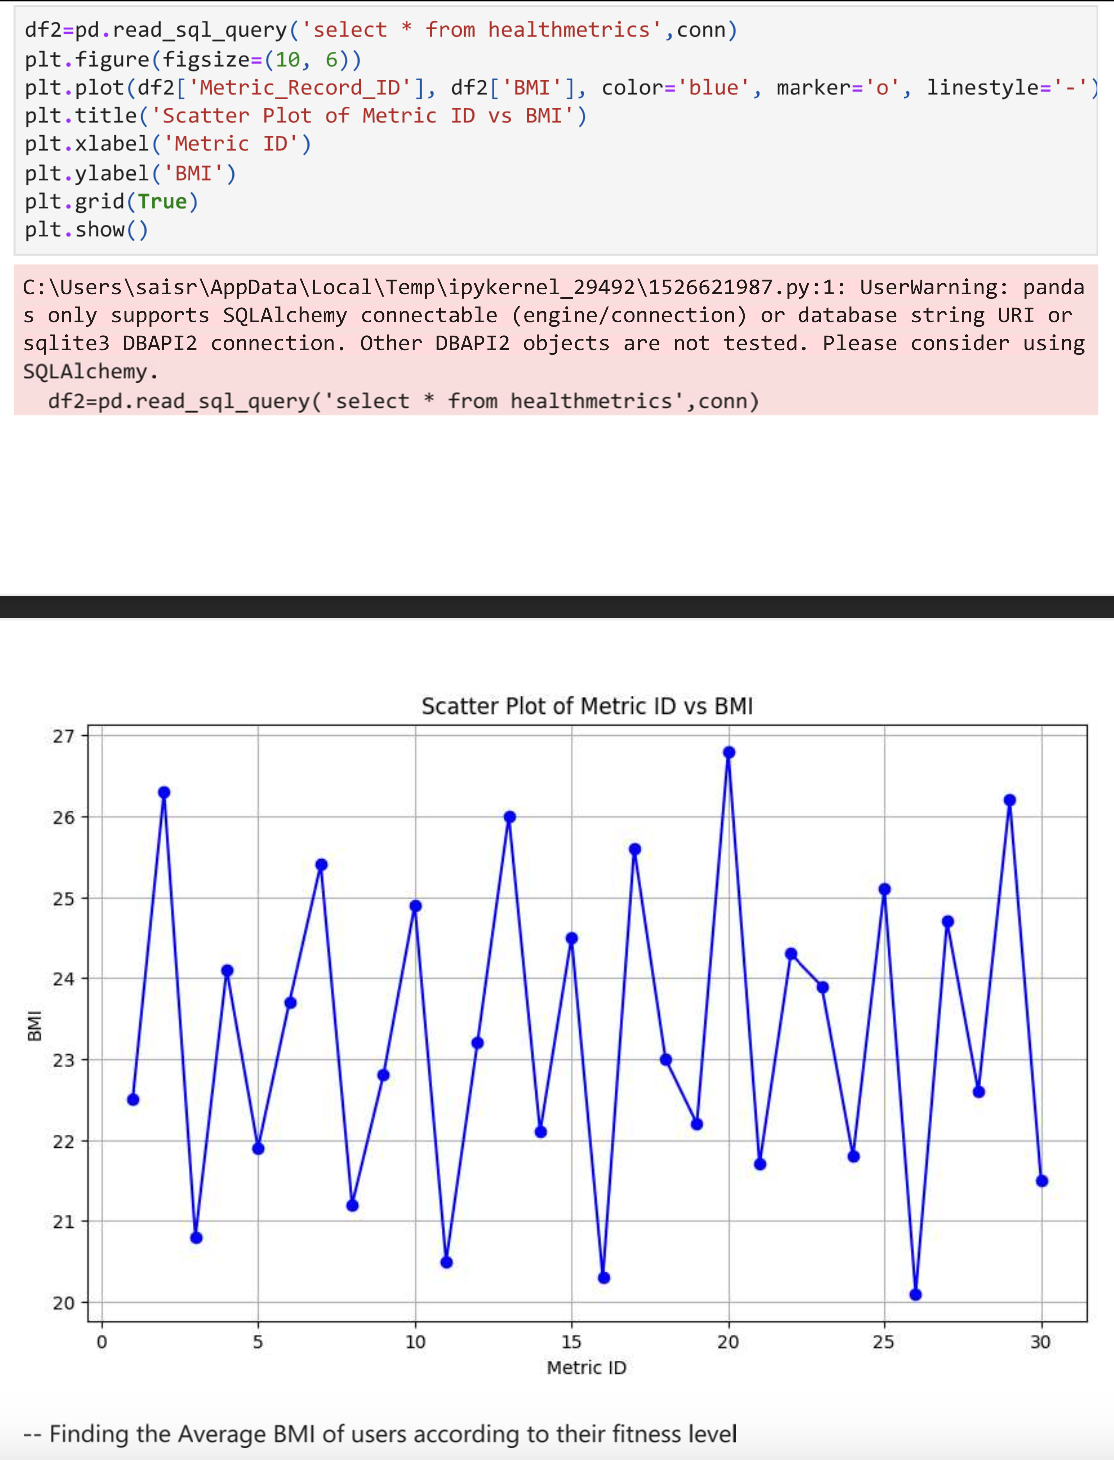 df2=pd.read_sql_query('select * from healthmetrics',conn)
plt.figure(figsize=(10, 6))
plt.plot(df2['Metric_Record_ID'], df2['BMI'], color='blue', marker='o', linestyle='-')
plt.title('Scatter Plot of Metric ID vs BMI')
plt.xlabel('Metric ID')
plt.ylabel('BMI')
plt.grid(True)
plt.show()
C:\Users\saisr\AppData\Local\Temp\ipykernel_29492\1526621987.py:1: UserWarning: panda
s only supports SQLAlchemy connectable (engine/connection) or database string URI or
sqlite3 DBAPI2 connection. Other DBAPI2 objects are not tested. Please consider using
SQLAlchemy.
df2=pd.read_sql_query('select * from healthmetrics',conn)
Scatter Plot of Metric ID vs BMI
27
26
25
24
23
22
21
20
BMI
0 5 10 15 20 25 30
Metric ID
-- Finding the Average BMI of users according to their fitness level